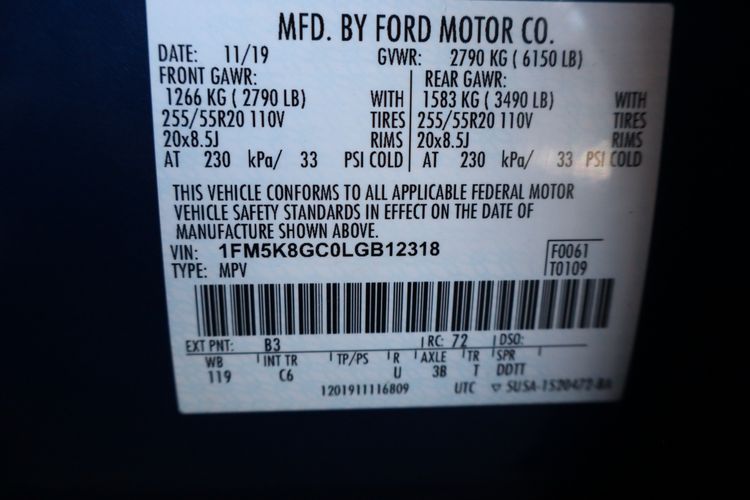 MFD. BY FORD MOTOR CO.
DATE: 11/19 GVWR: 2790 KG ( 6150 LB)
FRONT GAWR: REAR GAWR:
1266 KG ( 2790 LB) WITH 1583 KG ( 3490 LB) WITH
255/55R20 110V TIRES 255/55R20 110V TIRES
20x8.5J RIMS 20x8.5J RIMS
AT 230 kPa/ 33 PSI COLD AT 230 kPa/ 33 PSI COLD
THIS VEHICLE CONFORMS TO ALL APPLICABLE FEDERAL MOTOR
VEHICLE SAFETY STANDARDS IN EFFECT ON THE DATE OF
MANUFACTURE SHOWN ABOVE.
VIN: 1FM5K8GC0LGB12318 F0061
TYPE: MPV T0109
EXT PNT: B3 RC: 72 DSO:
WB INT TR TP/PS R AXLE TR SPR
119 C6 U 3B T DDTT
1201911116809 UTC ▽ SUSA-1520472-BA